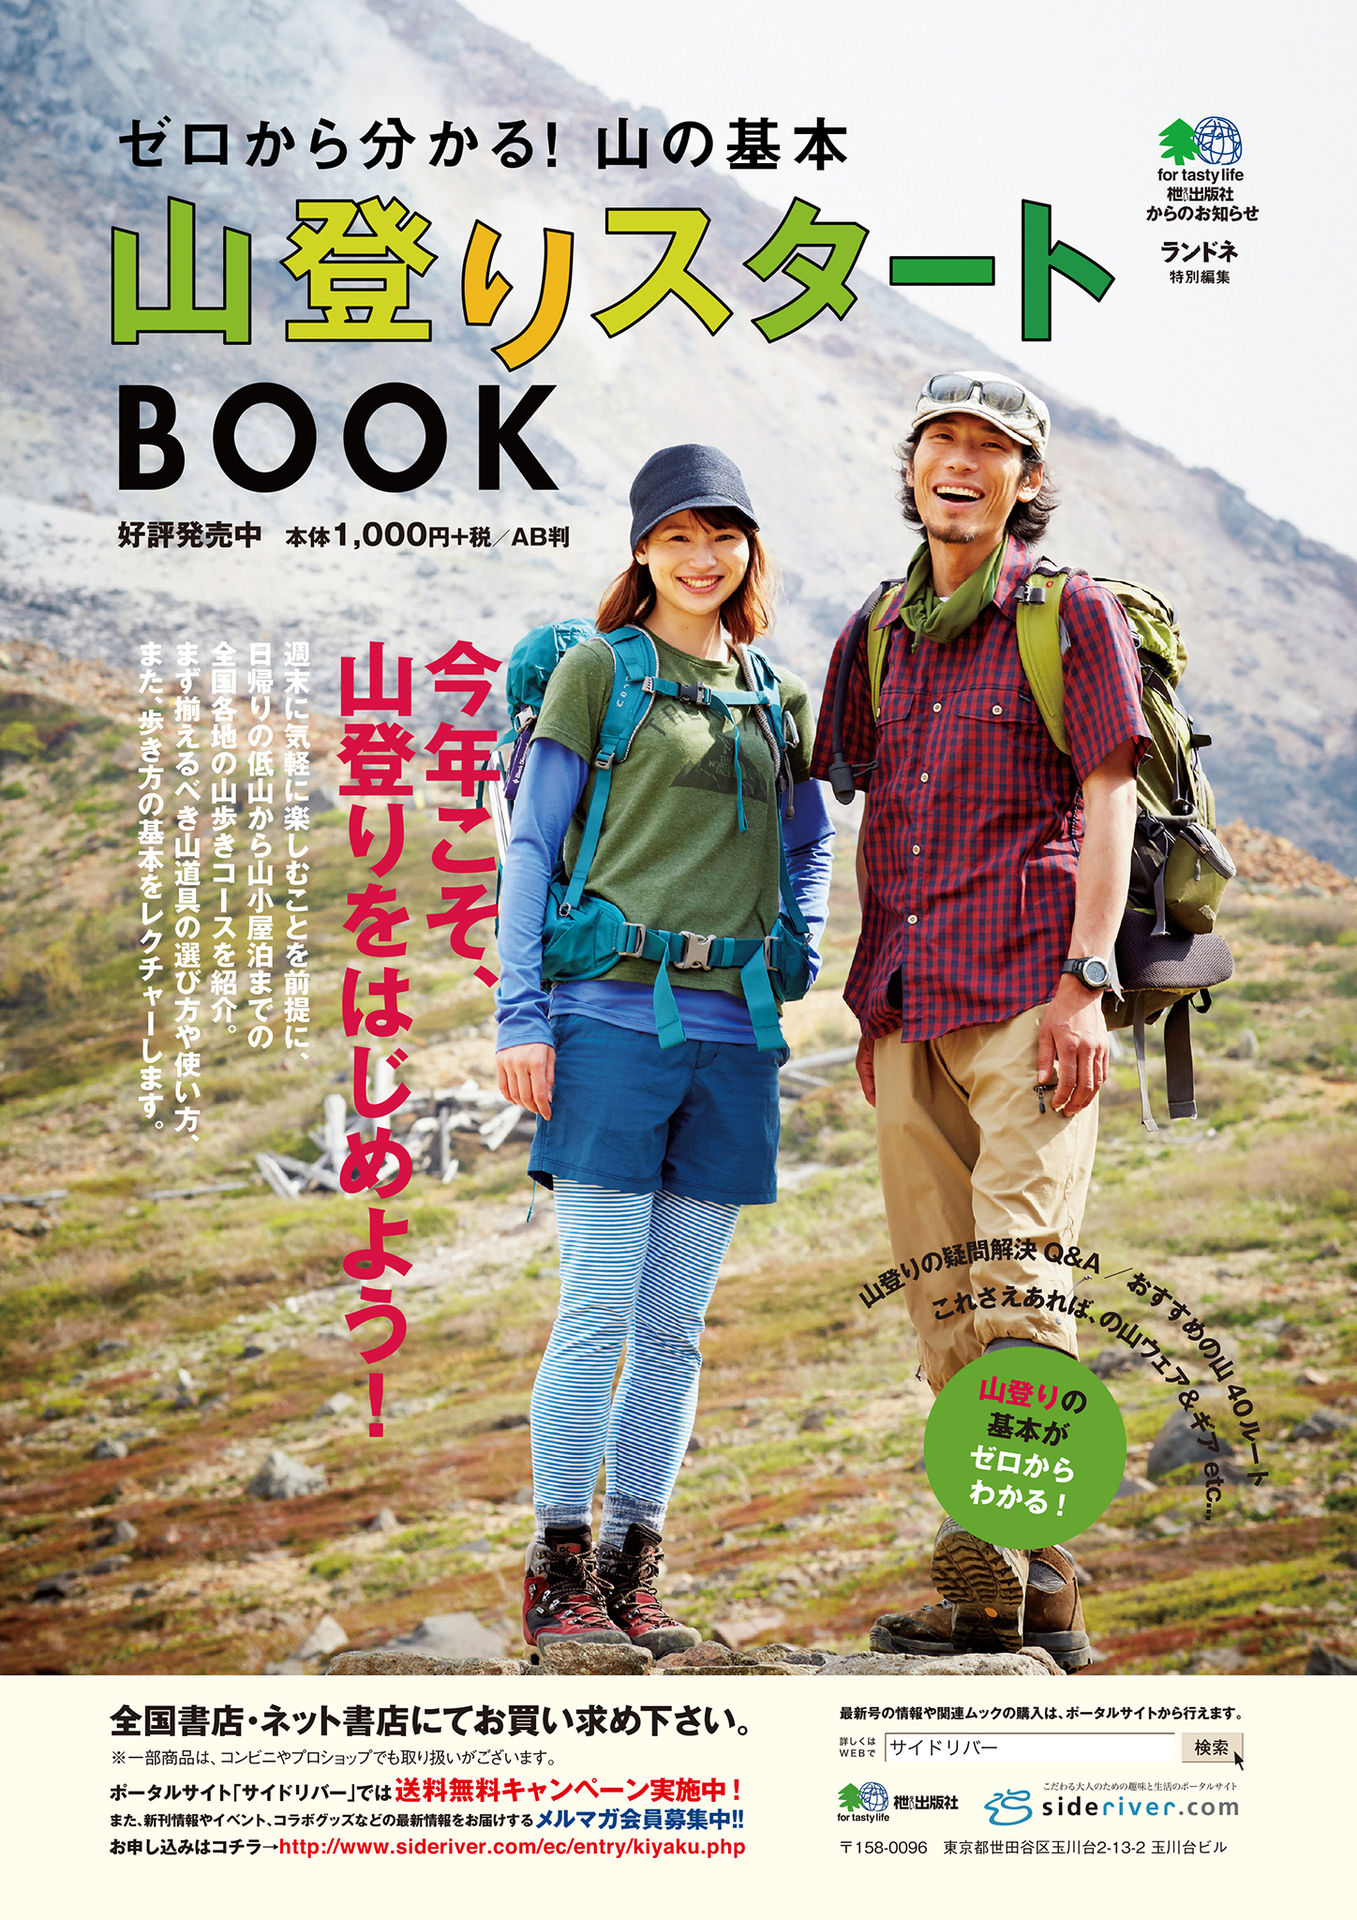 ゼロから分かる! 山の基本
山登りスタート
BOOK
好評発売中 本体1,000円+税／AB判
for tasty life
枻出版社
からのお知らせ
ランドネ
特別編集
今年こそ、
山登りをはじめよう！
週末に気軽に楽しむことを前提に、
日帰りの低山から山小屋泊までの
全国各地の山歩きコースを紹介。
まず揃えるべき山道具の選び方や使い方、
また、歩き方の基本をレクチャーします。
山登りの疑問解決 Q&A ／おすすめの山 40ルート
これさえあれば、の山ウェア＆ギア etc...
山登りの
基本が
ゼロから
わかる！
全国書店・ネット書店にてお買い求め下さい。
※一部商品は、コンビニやプロショップでも取り扱いがございます。
ポータルサイト「サイドリバー」では 送料無料キャンペーン実施中！
また、新刊情報やイベント、コラボグッズなどの最新情報をお届けする メルマガ会員募集中!!
お申し込みはコチラ→http://www.sideriver.com/ec/entry/kiyaku.php
最新号の情報や関連ムックの購入は、ポータルサイトから行えます。
詳しくは
WEBで
サイドリバー
検索
for tasty life
枻出版社
こだわる大人のための趣味と生活のポータルサイト
sideriver.com
〒158-0096 東京都世田谷区玉川台2-13-2 玉川台ビル